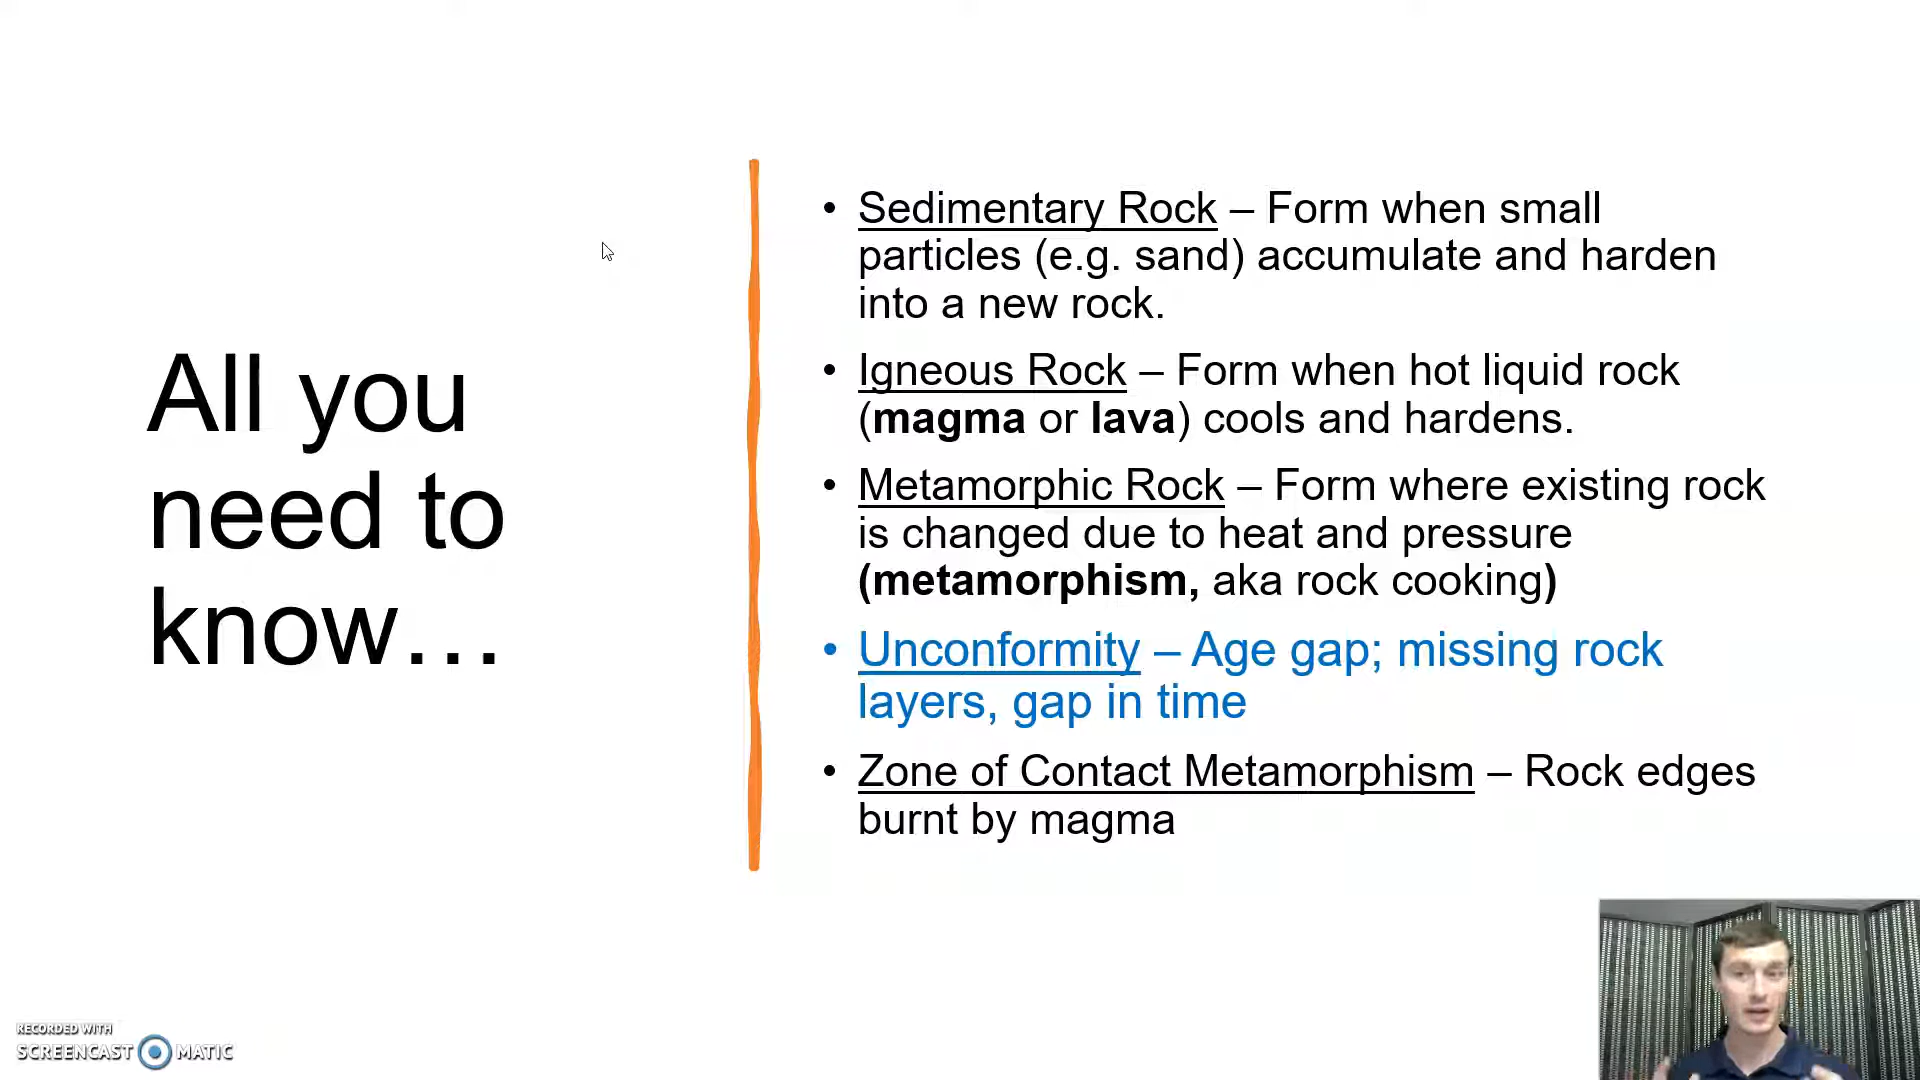 All you
need to
know…
• Sedimentary Rock – Form when small
particles (e.g. sand) accumulate and harden
into a new rock.
• Igneous Rock – Form when hot liquid rock
(magma or lava) cools and hardens.
• Metamorphic Rock – Form where existing rock
is changed due to heat and pressure
(metamorphism, aka rock cooking)
• Unconformity – Age gap; missing rock
layers, gap in time
• Zone of Contact Metamorphism – Rock edges
burnt by magma
RECORDED WITH
SCREENCAST MATIC